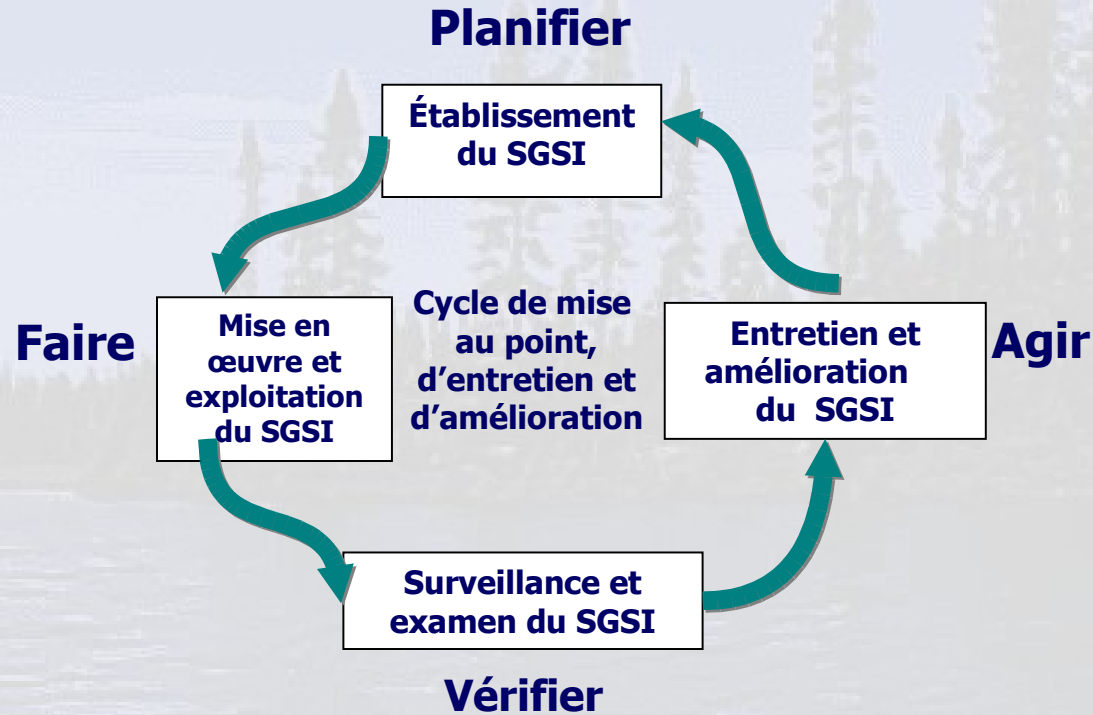 Planifier
Établissement
du SGSI
Faire
Mise en
œuvre et
exploitation
du SGSI
Cycle de mise
au point,
d’entretien et
d’amélioration
Entretien et
amélioration
du SGSI
Agir
Surveillance et
examen du SGSI
Vérifier